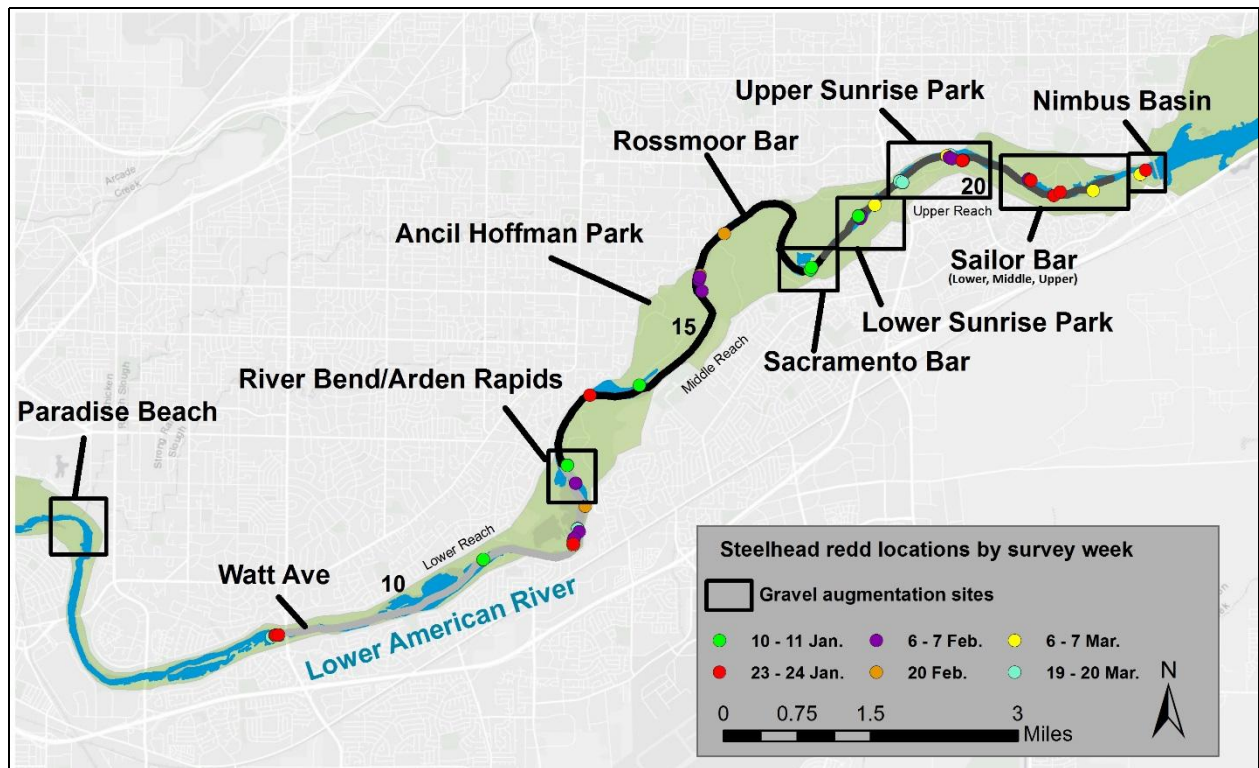 Upper Sunrise Park
Nimbus Basin
Rossmoor Bar
Arcade
Creek
20
Upper Reach
Ancil Hoffman Park
Sailor Bar
(Lower, Middle, Upper)
15
Lower Sunrise Park
Middle Reach
Sacramento Bar
River Bend/Arden Rapids
Paradise Beach
Slough
Slough
Lower Reach
Watt Ave
10
Lower American River
Steelhead redd locations by survey week
Gravel augmentation sites
10 - 11 Jan.
6 - 7 Feb.
6 - 7 Mar.
23 - 24 Jan.
20 Feb.
19 - 20 Mar.
N
0 0.75 1.5 3
Miles